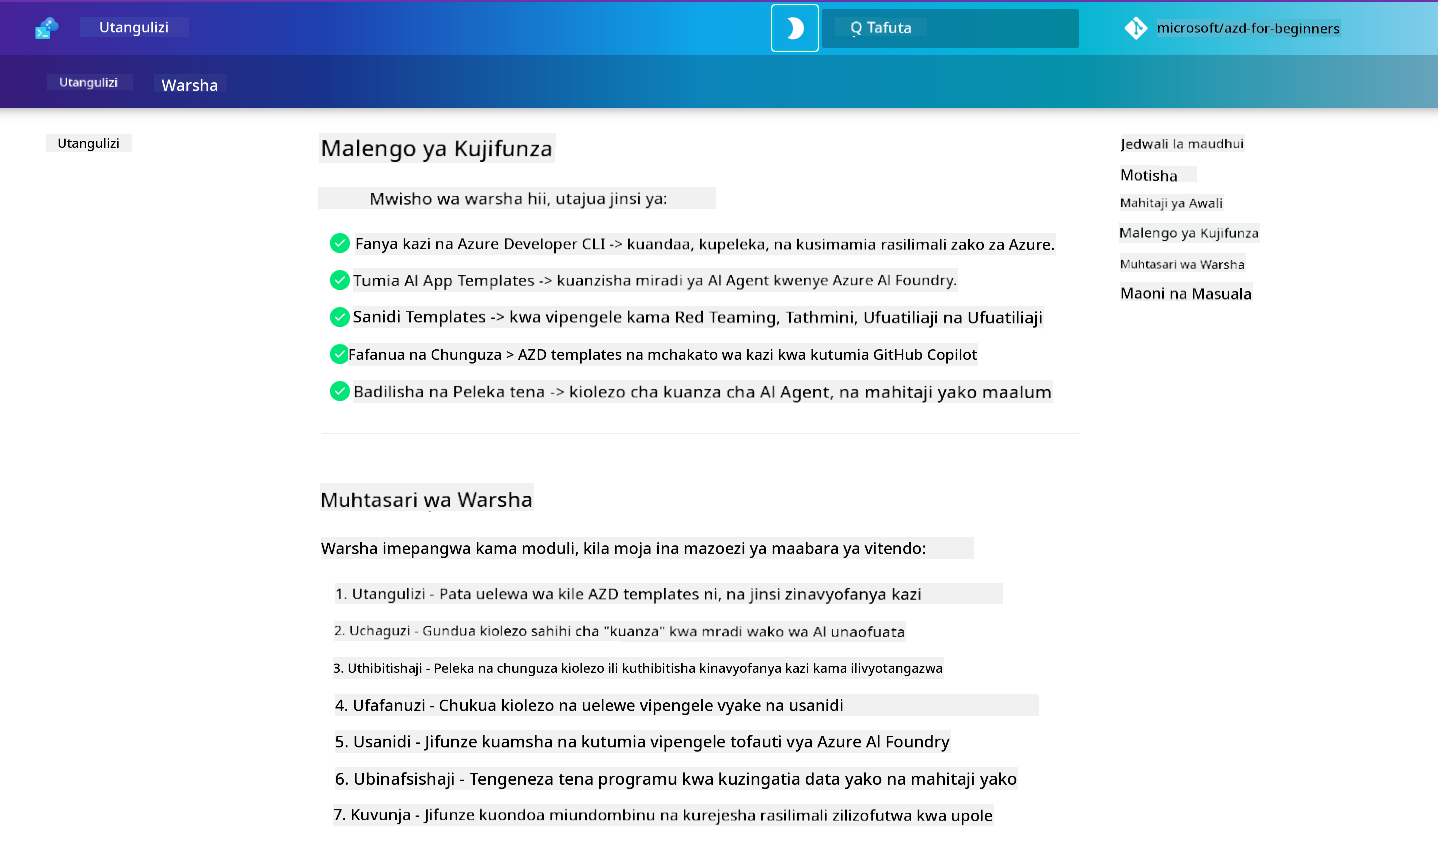 Utangulizi
Q Tafuta
microsoft/azd-for-beginners
Utangulizi
Warsha
Utangulizi
Malengo ya Kujifunza
Mwisho wa warsha hii, utajua jinsi ya:
Fanya kazi na Azure Developer CLI -> kuandaa, kupeleka, na kusimamia rasilimali zako za Azure.
Tumia AI App Templates -> kuanzisha miradi ya AI Agent kwenye Azure AI Foundry.
Sanidi Templates -> kwa vipengele kama Red Teaming, Tathmini, Ufuatiliaji na Ufuatiliaji
Fafanua na Chunguza > AZD templates na mchakato wa kazi kwa kutumia GitHub Copilot
Badilisha na Peleka tena -> kiolezo cha kuanza cha AI Agent, na mahitaji yako maalum
Muhtasari wa Warsha
Warsha imepangwa kama moduli, kila moja ina mazoezi ya maabara ya vitendo:
1. Utangulizi - Pata uelewa wa kile AZD templates ni, na jinsi zinavyofanya kazi
2. Uchaguzi - Gundua kiolezo sahihi cha "kuanza" kwa mradi wako wa AI unaofuata
3. Uthibitishaji - Peleka na chunguza kiolezo ili kuthibitisha kinavyofanya kazi kama ilivyotangazwa
4. Ufafanuzi - Chukua kiolezo na uelewe vipengele vyake na usanidi
5. Usanidi - Jifunze kuamsha na kutumia vipengele tofauti vya Azure AI Foundry
6. Ubinafsishaji - Tengeneza tena programu kwa kuzingatia data yako na mahitaji yako
7. Kuvunja - Jifunze kuondoa miundombinu na kurejesha rasilimali zilizofutwa kwa upole
Jedwali la maudhui
Motisha
Mahitaji ya Awali
Malengo ya Kujifunza
Muhtasari wa Warsha
Maoni na Masuala